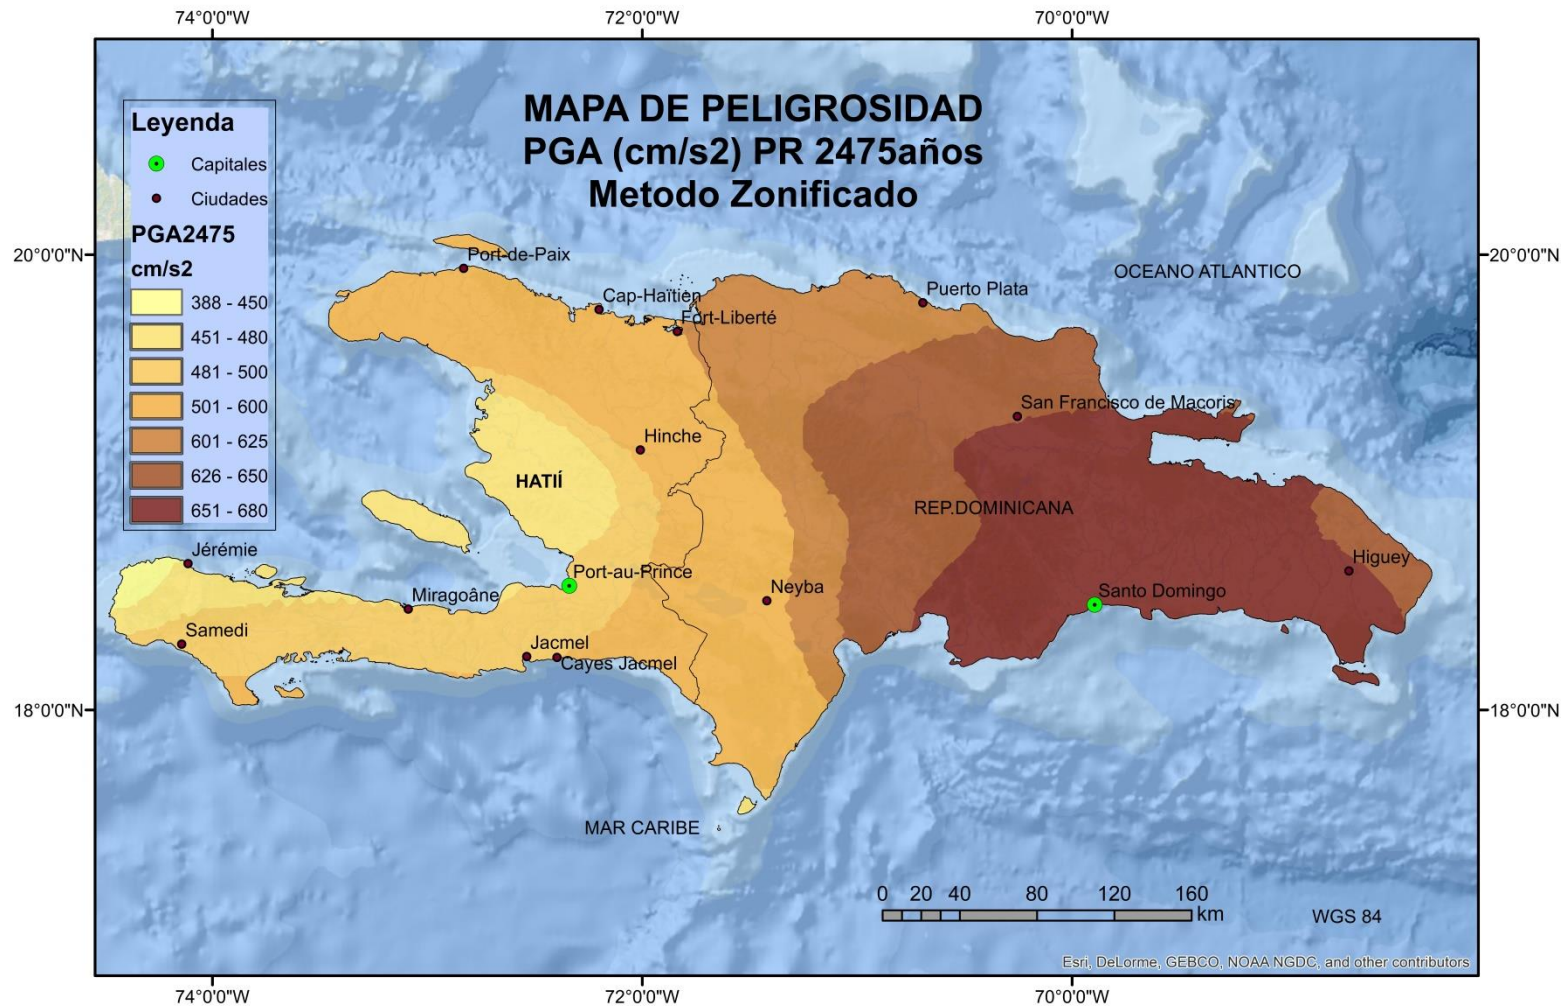 74°0'0"W
72°0'0"W
70°0'0"W
MAPA DE PELIGROSIDAD
PGA (cm/s2) PR 2475años
Metodo Zonificado
Leyenda
Capitales
Ciudades
PGA2475
cm/s2
388 - 450
451 - 480
481 - 500
501 - 600
601 - 625
626 - 650
651 - 680
20°0'0"N
20°0'0"N
Port-de-Paix
OCEANO ATLANTICO
Cap-Haïtien
Puerto Plata
Fort-Liberté
San Francisco de Macoris
Hinche
HATIÍ
REP.DOMINICANA
Jérémie
Port-au-Prince
Higuey
Miragoâne
Neyba
Santo Domingo
Samedi
Jacmel
Cayes Jacmel
18°0'0"N
18°0'0"N
MAR CARIBE
0 20 40 80 120 160
km
WGS 84
Esri, DeLorme, GEBCO, NOAA NGDC, and other contributors
74°0'0"W
72°0'0"W
70°0'0"W